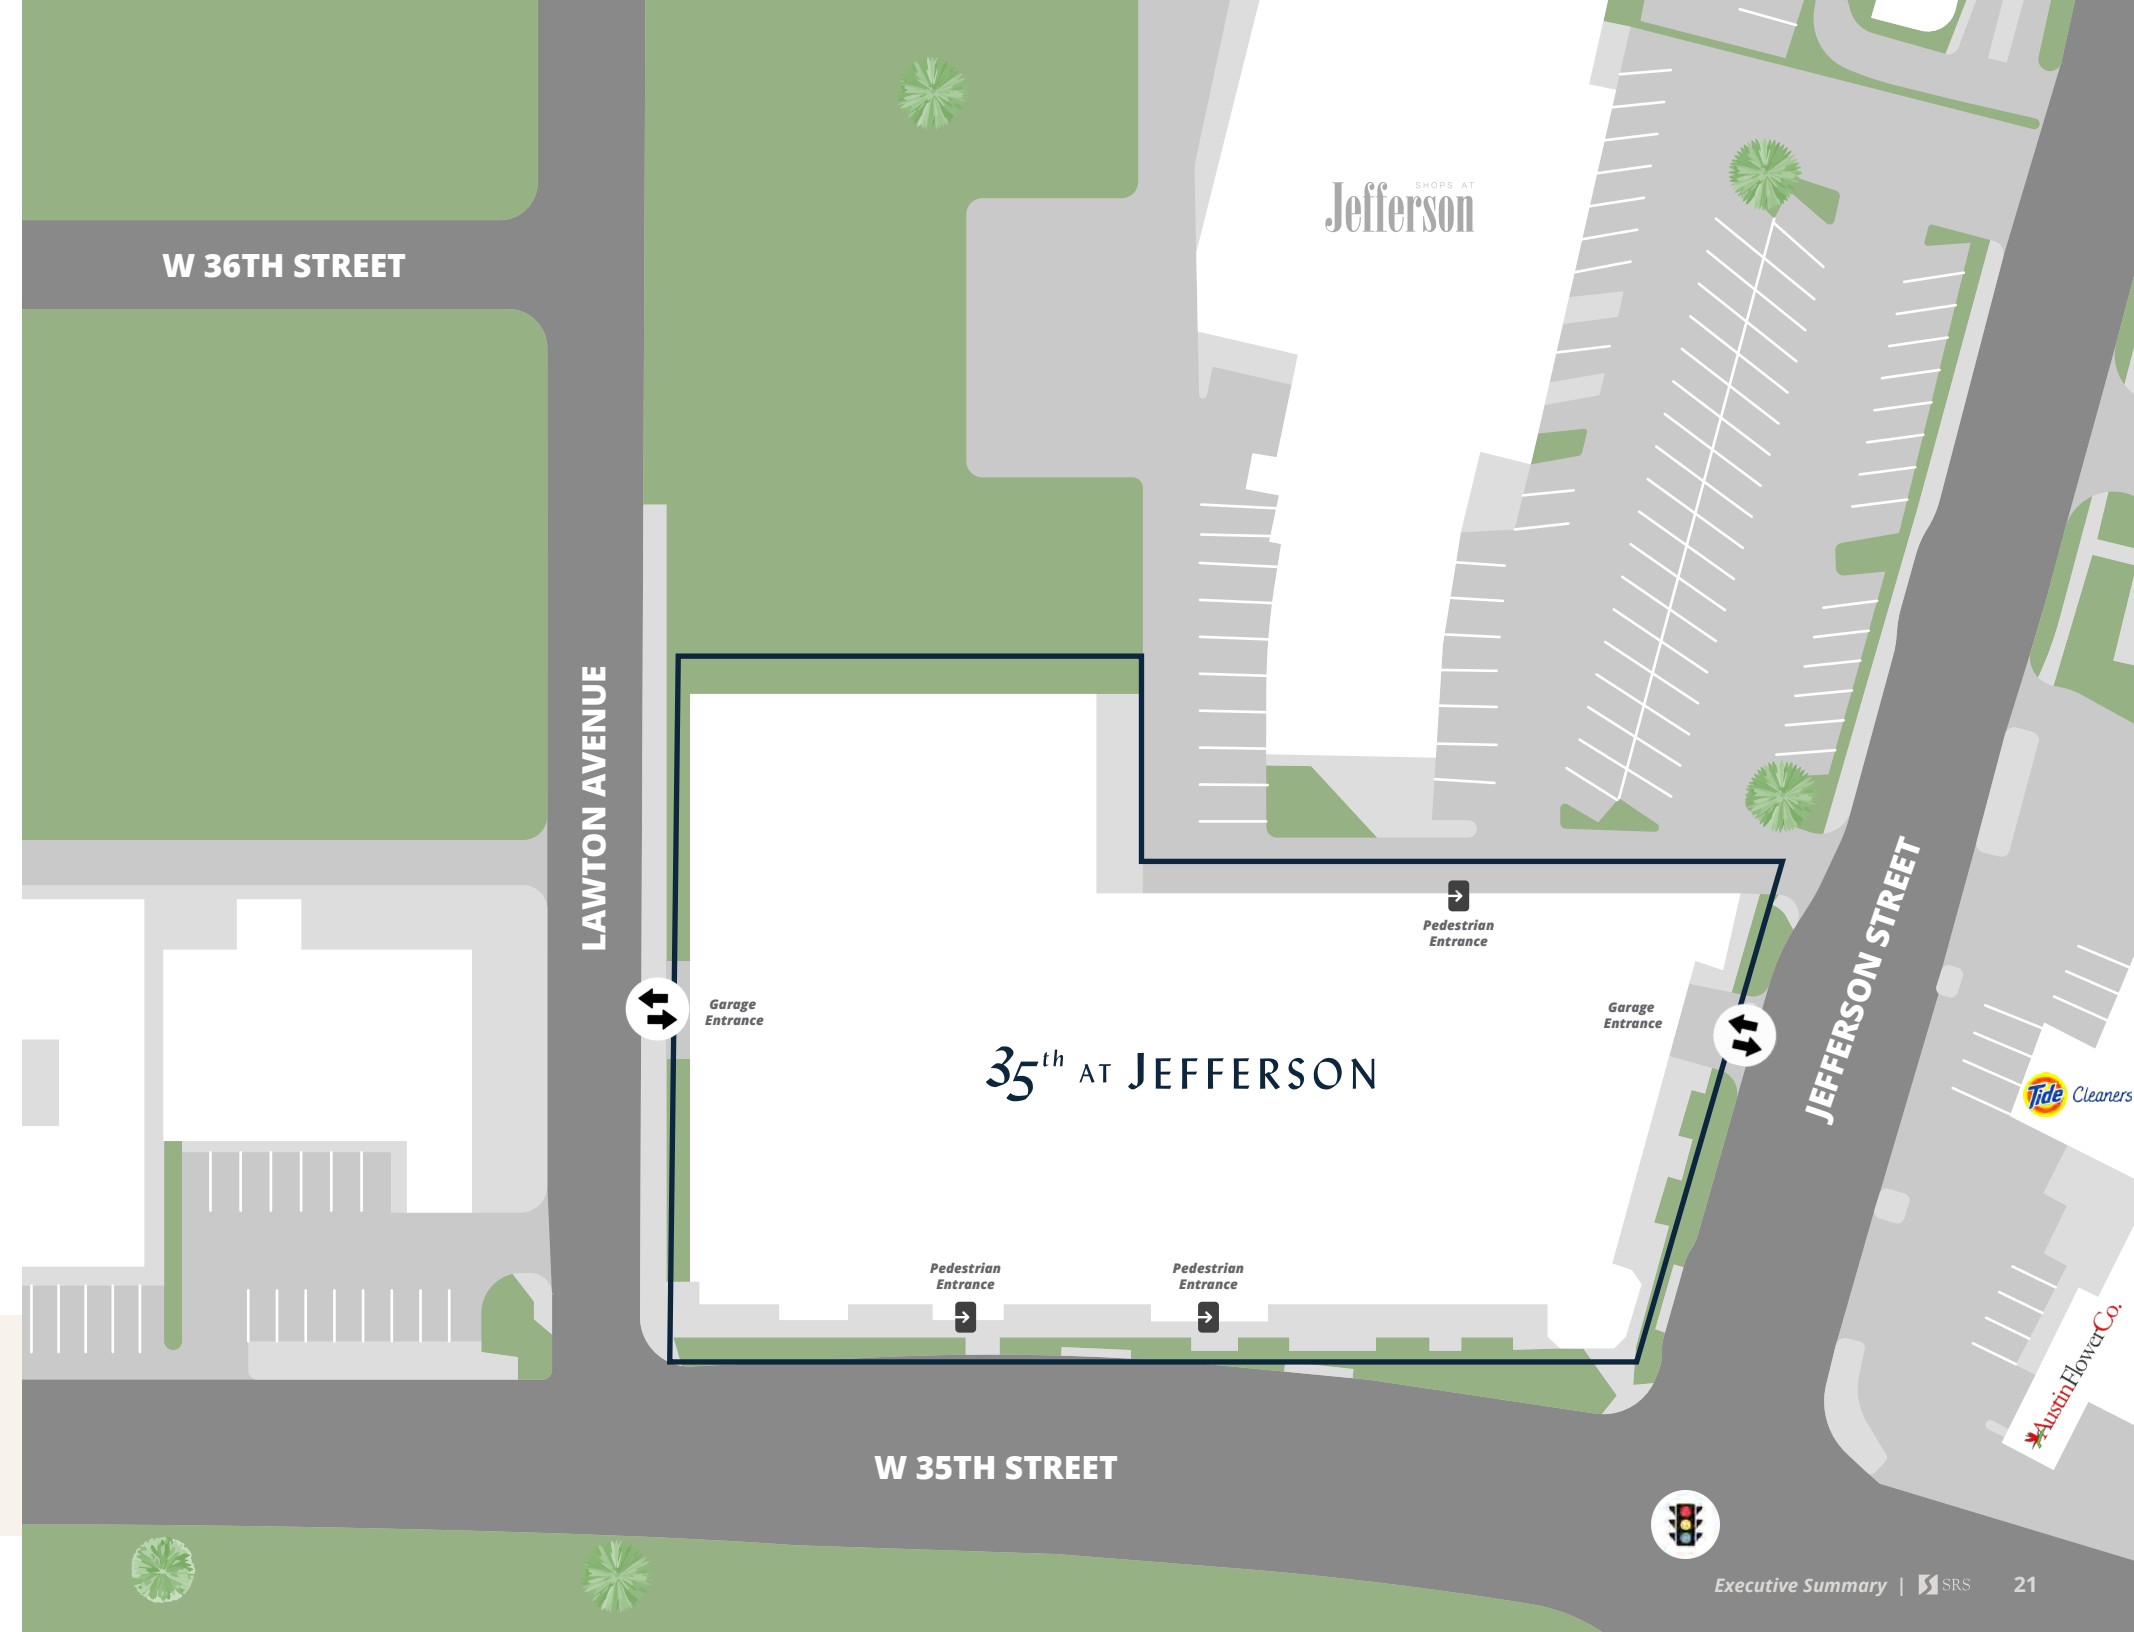 SHOPS AT
Jefferson
W 36TH STREET
LAWTON AVENUE
JEFFERSON STREET
Pedestrian
Entrance
Garage
Entrance
Garage
Entrance
35th AT JEFFERSON
Tide Cleaners
Pedestrian
Entrance
Pedestrian
Entrance
AustinFlowerCo.
W 35TH STREET
Executive Summary | SRS 21